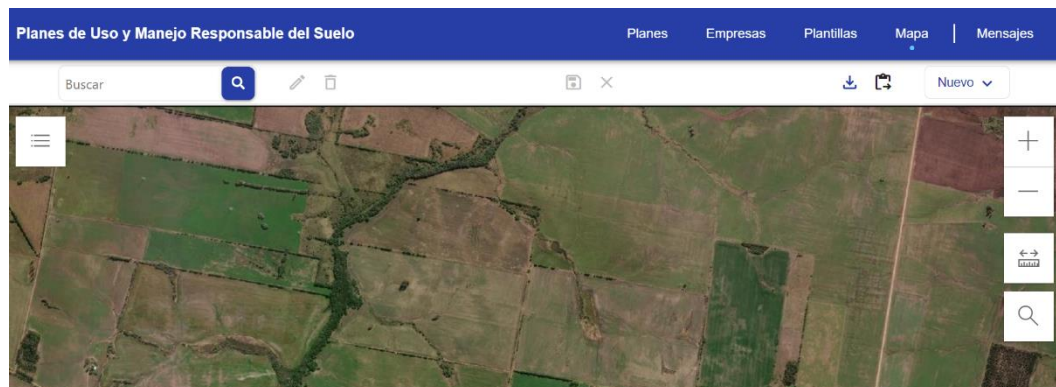 Planes de Uso y Manejo Responsable del Suelo
Planes
Empresas
Plantillas
Mapa
Mensajes
Buscar
Nuevo